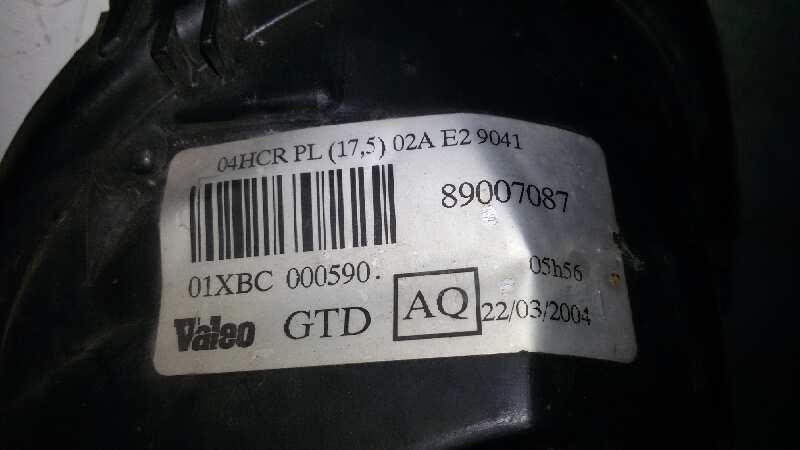 04HCR PL (17,5) 02A E2 9041
89007087
01XBC 000590.
05h56
Valeo GTD AQ 22/03/2004